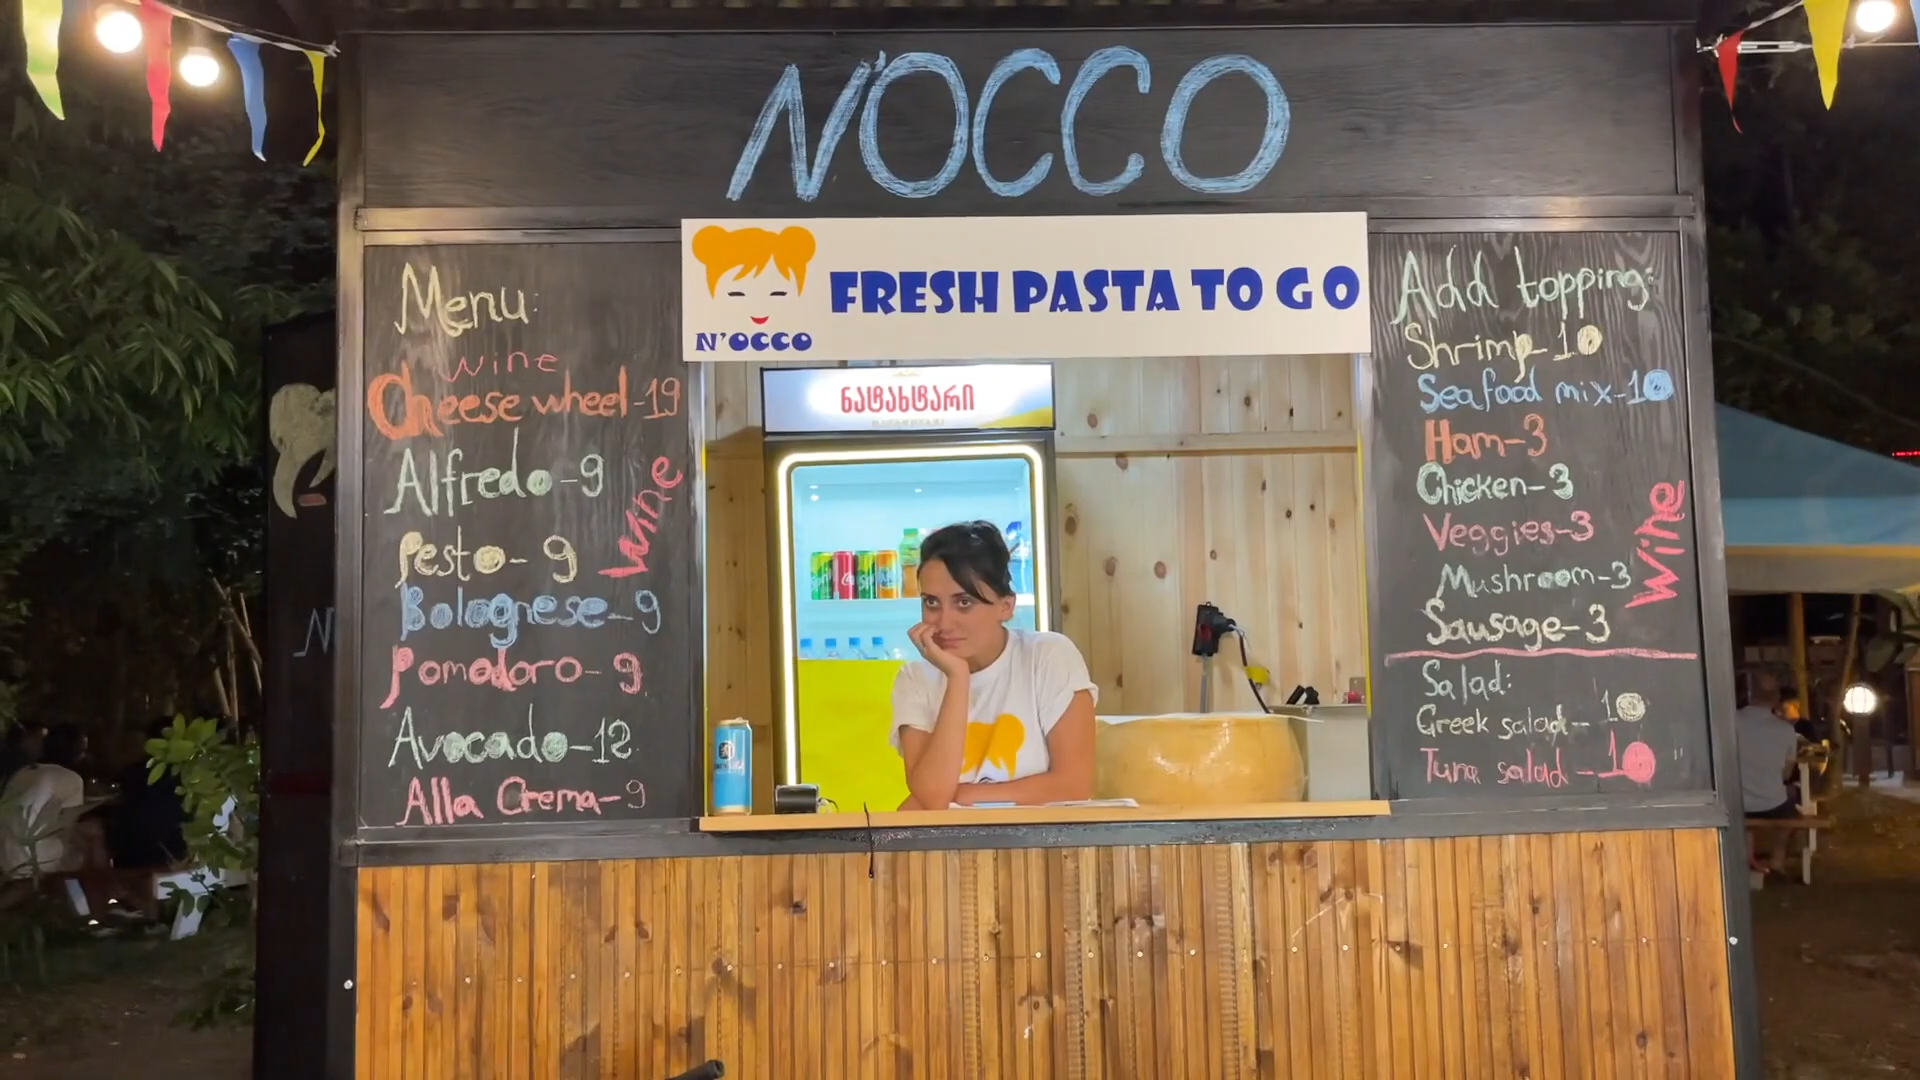 N'OCCO
FRESH PASTA TO GO
N'OCCO
Menu:
Wine
Cheese wheel-19
Alfredo-9
Pesto-9
Bolognese-9
Pomodoro-9
Avocado-12
Alla Crema-9
Wine
ნატახტარი
Add topping:
Shrimp-10
Seafood mix-10
Ham-3
Chicken-3
Veggies-3
Mushroom-3
Sausage-3
Wine
Salad:
Greek salad-10
Tuna salad-10